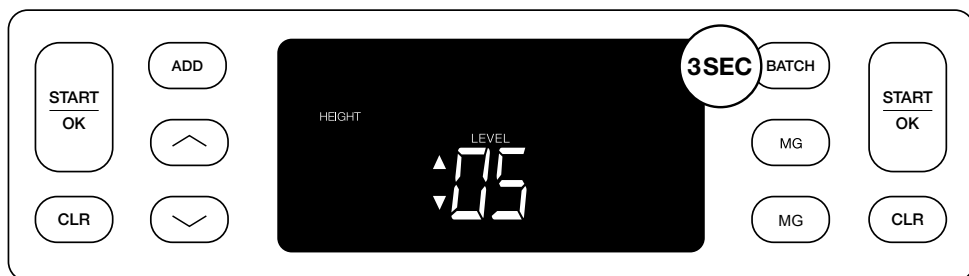 START
OK
CLR
ADD
HEIGHT
LEVEL
05
3SEC
BATCH
MG
MG
START
OK
CLR